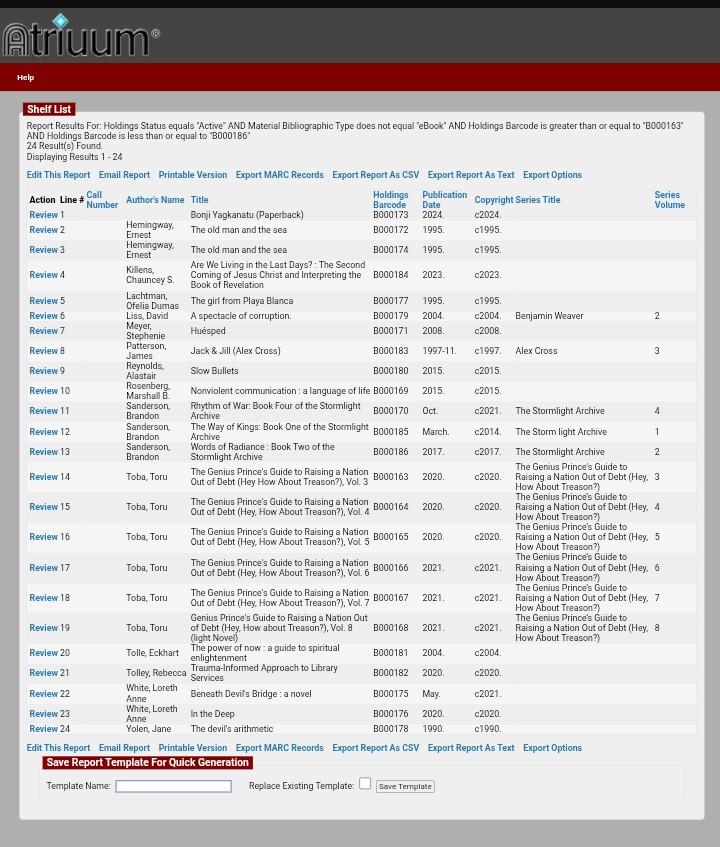 Atriuum®
Help
Shelf List
Report Results For: Holdings Status equals "Active" AND Material Bibliographic Type does not equal "eBook" AND Holdings Barcode is greater than or equal to "B000163"
AND Holdings Barcode is less than or equal to "B000186"
24 Result(s) Found.
Displaying Results 1 - 24
Edit This Report Email Report Printable Version Export MARC Records Export Report As CSV Export Report As Text Export Options
Action Line # Call Number Author's Name Title Holdings Barcode Publication Date Copyright Series Title Series Volume
Review 1 Bonji Yagkanatu (Paperback) B000173 2024. c2024.
Review 2 Hemingway, Ernest The old man and the sea B000172 1995. c1995.
Review 3 Hemingway, Ernest The old man and the sea B000174 1995. c1995.
Review 4 Killens, Chauncey S. Are We Living in the Last Days? : The Second Coming of Jesus Christ and Interpreting the Book of Revelation B000184 2023. c2023.
Review 5 Lachtman, Ofelia Dumas The girl from Playa Blanca B000177 1995. c1995.
Review 6 Liss, David A spectacle of corruption. B000179 2004. c2004. Benjamin Weaver 2
Review 7 Meyer, Stephenie Huésped B000171 2008. c2008.
Review 8 Patterson, James Jack & Jill (Alex Cross) B000183 1997-11. c1997. Alex Cross 3
Review 9 Reynolds, Alastair Slow Bullets B000180 2015. c2015.
Review 10 Rosenberg, Marshall B. Nonviolent communication : a language of life B000169 2015. c2015.
Review 11 Sanderson, Brandon Rhythm of War: Book Four of the Stormlight Archive B000170 Oct. c2021. The Stormlight Archive 4
Review 12 Sanderson, Brandon The Way of Kings: Book One of the Stormlight Archive B000185 March. c2014. The Storm light Archive 1
Review 13 Sanderson, Brandon Words of Radiance : Book Two of the Stormlight Archive B000186 2017. c2017. The Stormlight Archive 2
Review 14 Toba, Toru The Genius Prince's Guide to Raising a Nation Out of Debt (Hey How About Treason?), Vol. 3 B000163 2020. c2020. The Genius Prince's Guide to Raising a Nation Out of Debt (Hey, How About Treason?) 3
Review 15 Toba, Toru The Genius Prince's Guide to Raising a Nation Out of Debt (Hey, How About Treason?), Vol. 4 B000164 2020. c2020. The Genius Prince's Guide to Raising a Nation Out of Debt (Hey, How About Treason?) 4
Review 16 Toba, Toru The Genius Prince's Guide to Raising a Nation Out of Debt (Hey, How About Treason?), Vol. 5 B000165 2020. c2020. The Genius Prince's Guide to Raising a Nation Out of Debt (Hey, How About Treason?) 5
Review 17 Toba, Toru The Genius Prince's Guide to Raising a Nation Out of Debt (Hey, How About Treason?), Vol. 6 B000166 2021. c2021. The Genius Prince's Guide to Raising a Nation Out of Debt (Hey, How About Treason?) 6
Review 18 Toba, Toru The Genius Prince's Guide to Raising a Nation Out of Debt (Hey, How About Treason?), Vol. 7 B000167 2021. c2021. The Genius Prince's Guide to Raising a Nation Out of Debt (Hey, How About Treason?) 7
Review 19 Toba, Toru Genius Prince's Guide to Raising a Nation Out of Debt (Hey, How about Treason?), Vol. 8 (light Novel) B000168 2021. c2021. The Genius Prince's Guide to Raising a Nation Out of Debt (Hey, How About Treason?) 8
Review 20 Tolle, Eckhart The power of now : a guide to spiritual enlightenment B000181 2004. c2004.
Review 21 Tolley, Rebecca Trauma-Informed Approach to Library Services B000182 2020. c2020.
Review 22 White, Loreth Anne Beneath Devil's Bridge : a novel B000175 May. c2021.
Review 23 White, Loreth Anne In the Deep B000176 2020. c2020.
Review 24 Yolen, Jane The devil's arithmetic B000178 1990. c1990.
Edit This Report Email Report Printable Version Export MARC Records Export Report As CSV Export Report As Text Export Options
Save Report Template For Quick Generation
Template Name: Replace Existing Template: Save Template